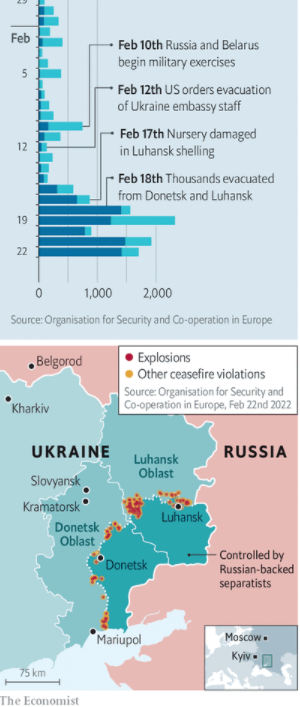 29
Feb
5
12
19
22
Feb 10th Russia and Belarus
begin military exercises
Feb 12th US orders evacuation
of Ukraine embassy staff
Feb 17th Nursery damaged
in Luhansk shelling
Feb 18th Thousands evacuated
from Donetsk and Luhansk
0 1,000 2,000
Source: Organisation for Security and Co-operation in Europe
Explosions
Other ceasefire violations
Source: Organisation for Security and
Co-operation in Europe, Feb 22nd 2022
Belgorod
Kharkiv
UKRAINE
RUSSIA
Luhansk
Oblast
Slovyansk
Kramatorsk
Luhansk
Donetsk
Oblast
Donetsk
Controlled by
Russian-backed
separatists
Mariupol
Moscow
Kyiv
75 km
The Economist